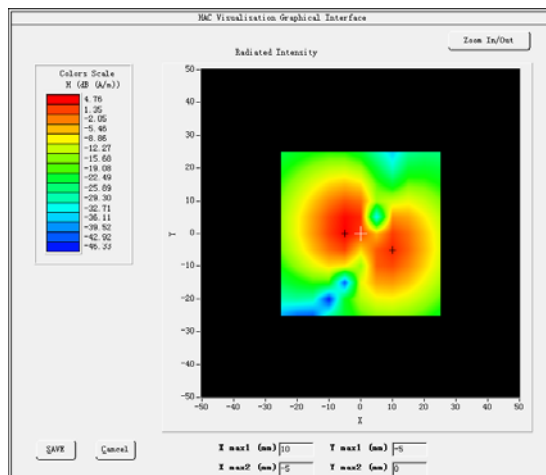 HAC Visualization Graphical Interface
Zoom In/Out
Radiated Intensity
Colors Scale
H (dB (A/m))
4.76
1.35
-2.05
-5.46
-8.86
-12.27
-15.68
-19.08
-22.49
-25.89
-29.30
-32.71
-36.11
-39.52
-42.92
-46.33
50
40
30
20
10
0
-10
-20
-30
-40
-50
Y
-50 -40 -30 -20 -10 0 10 20 30 40 50
X
SAVE Cancel
X max1 (mm) 10 Y max1 (mm) -5
X max2 (mm) -5 Y max2 (mm) 0